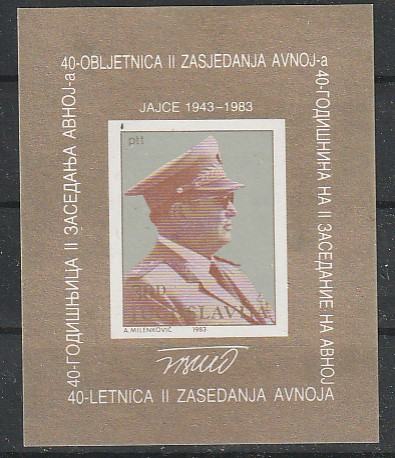 40-OBLJETNICA II ZASJEDANJA AVNOJ-a
JAJCE 1943-1983
ptt
JUGOSLAVIJA
A. MILENKOVIĆ 1983
40-ГОДИШЊИЦА II ЗАСЕДАЊА АВНОЈ-а
40-ГОДИШНИНА НА II ЗАСЕДАНИЕ НА АВНОЈ
40-LETNICA II ZASEDANJA AVNOJA